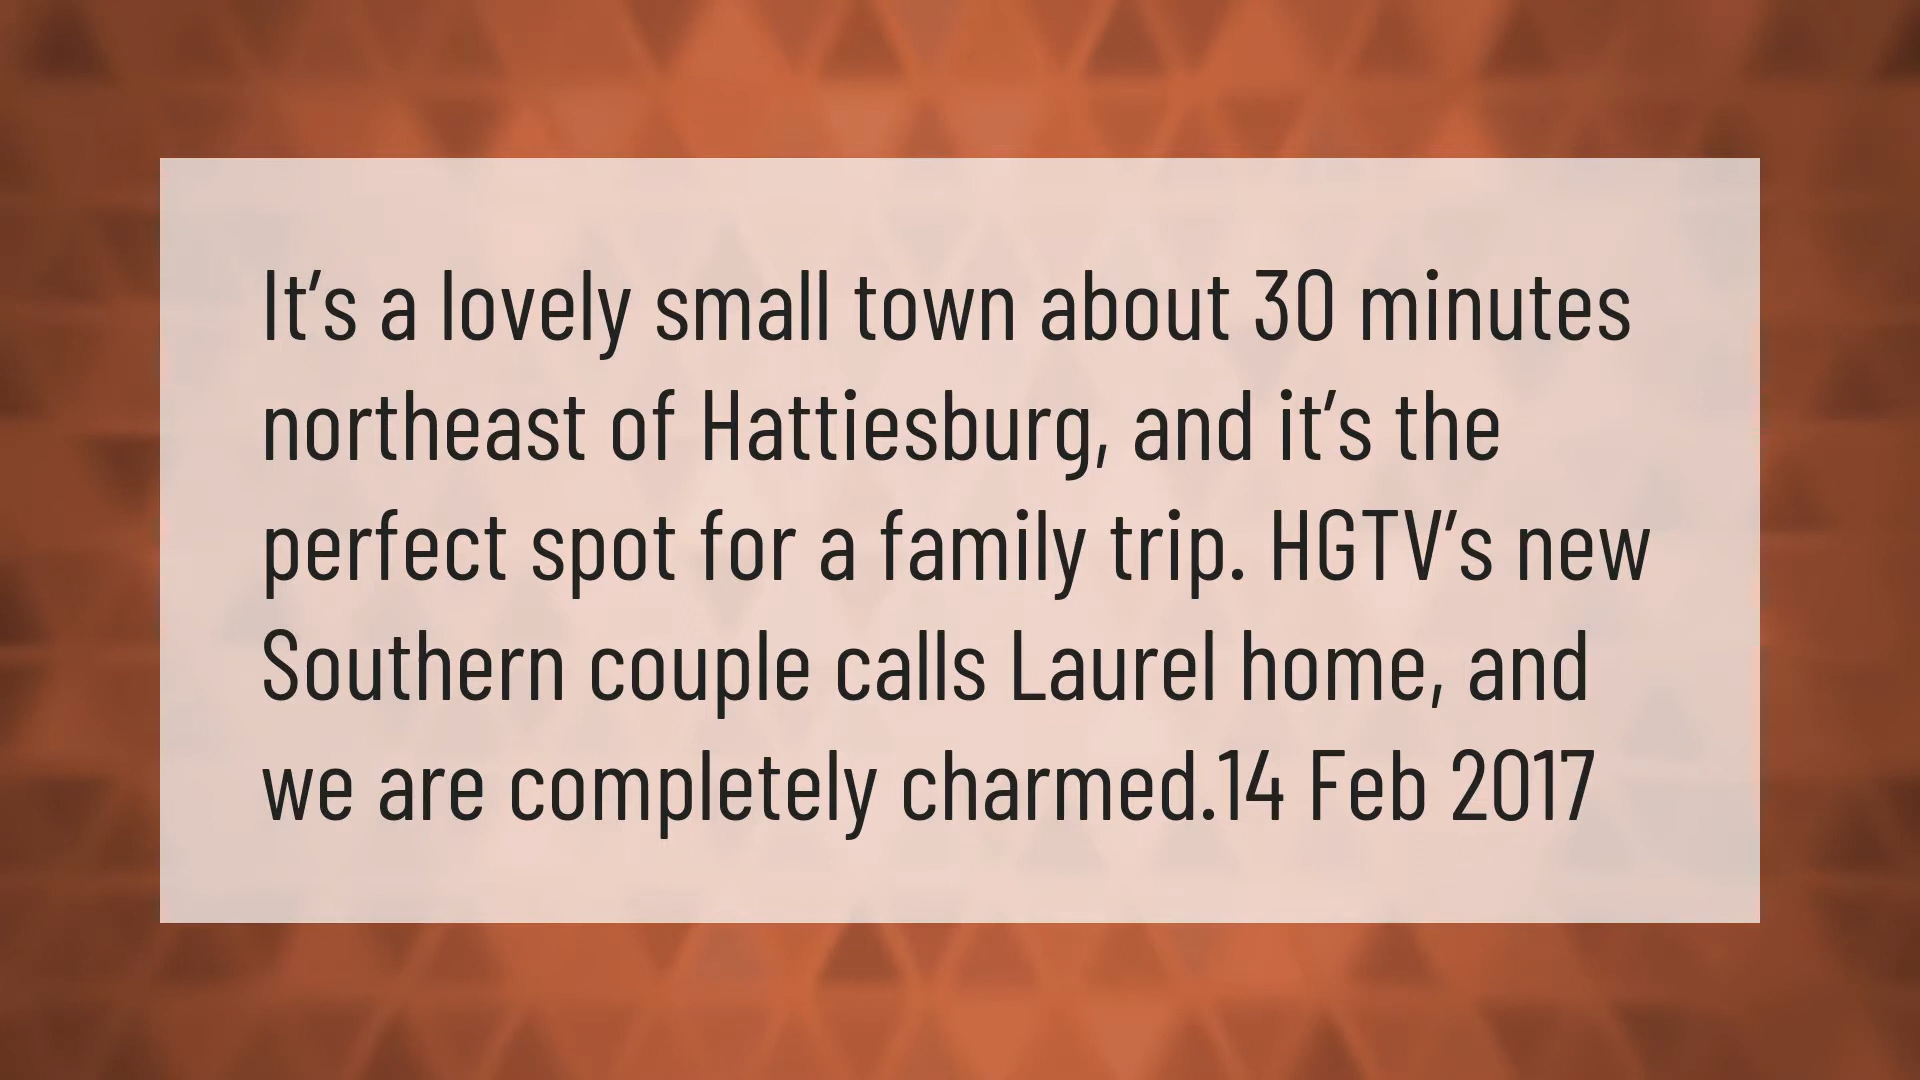 It’s a lovely small town about 30 minutes
northeast of Hattiesburg, and it’s the
perfect spot for a family trip. HGTV’s new
Southern couple calls Laurel home, and
we are completely charmed.14 Feb 2017